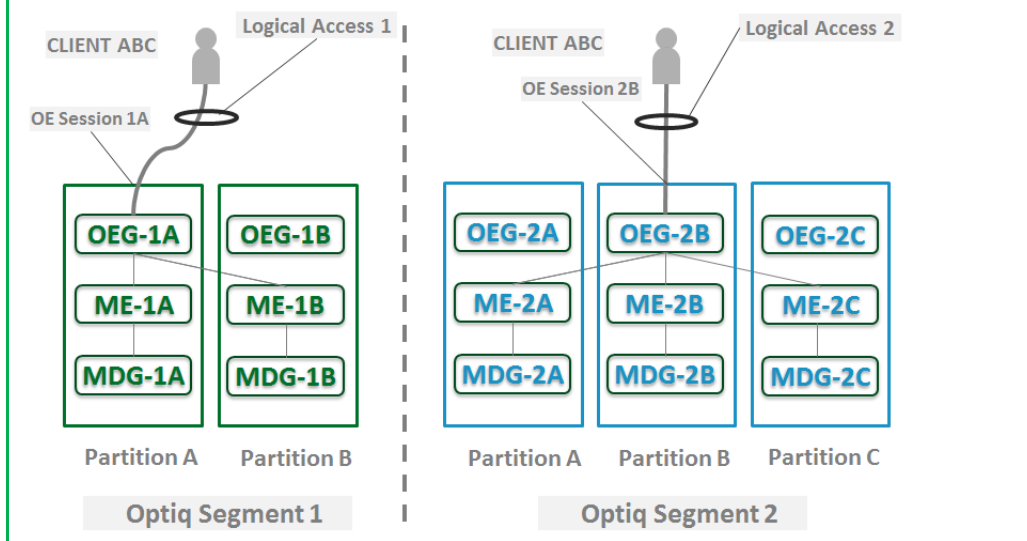 Logical Access 1
CLIENT ABC
OE Session 1A
OEG-1A
OEG-1B
ME-1A
ME-1B
MDG-1A
MDG-1B
Partition A
Partition B
Optiq Segment 1
Logical Access 2
CLIENT ABC
OE Session 2B
OEG-2A
OEG-2B
OEG-2C
ME-2A
ME-2B
ME-2C
MDG-2A
MDG-2B
MDG-2C
Partition A
Partition B
Partition C
Optiq Segment 2